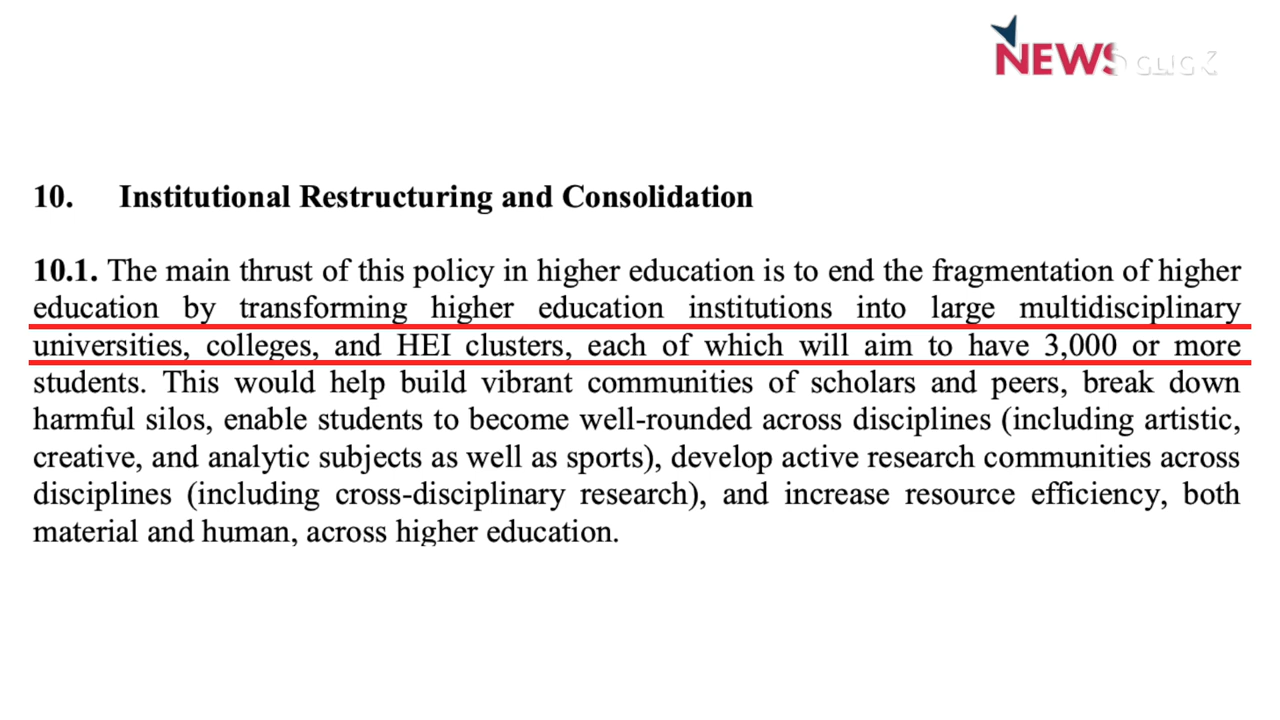 NEWSCLICK
10. Institutional Restructuring and Consolidation
10.1. The main thrust of this policy in higher education is to end the fragmentation of higher
education by transforming higher education institutions into large multidisciplinary
universities, colleges, and HEI clusters, each of which will aim to have 3,000 or more
students. This would help build vibrant communities of scholars and peers, break down
harmful silos, enable students to become well-rounded across disciplines (including artistic,
creative, and analytic subjects as well as sports), develop active research communities across
disciplines (including cross-disciplinary research), and increase resource efficiency, both
material and human, across higher education.